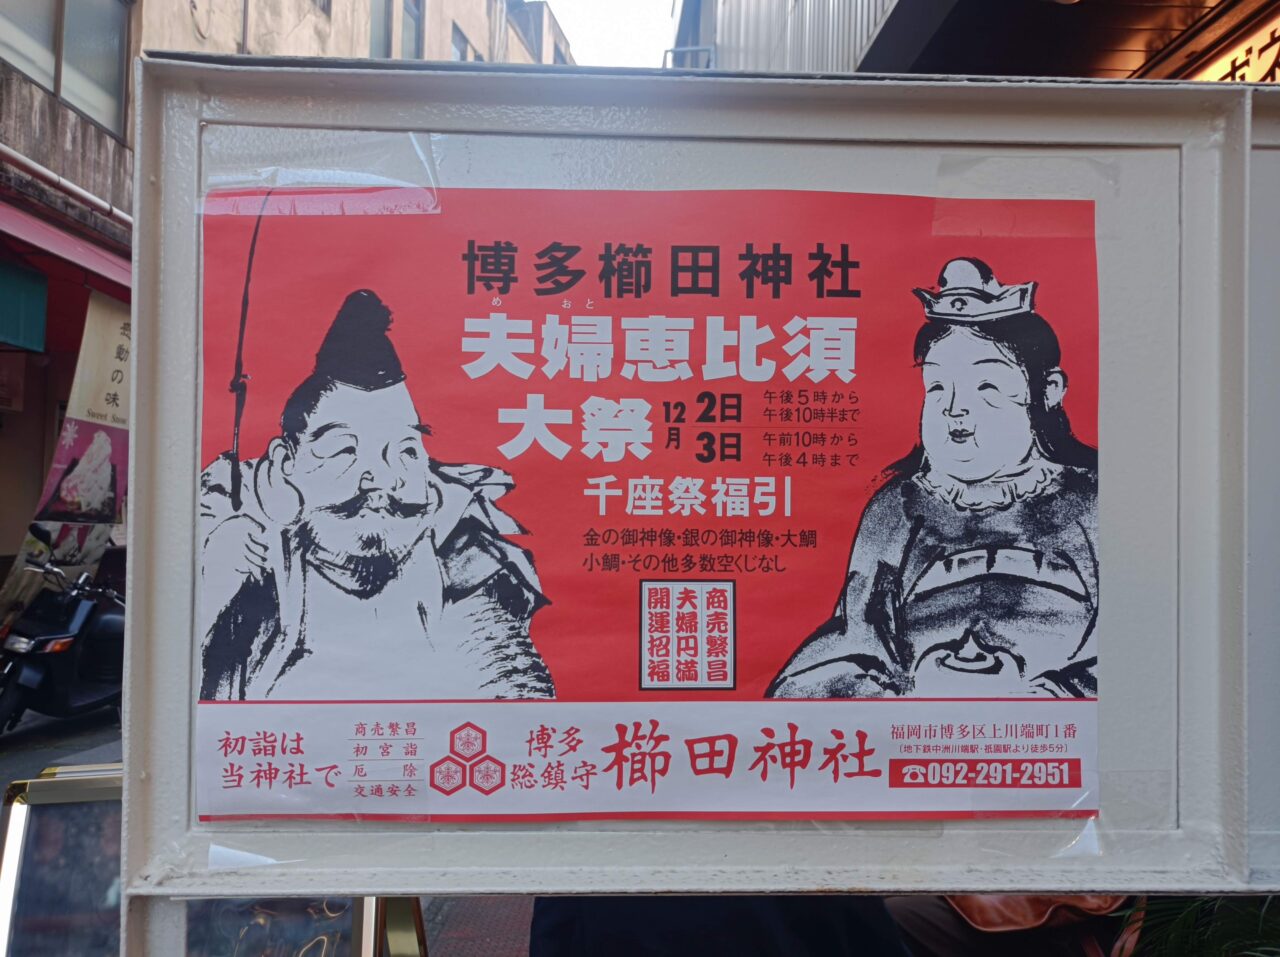 博多櫛田神社
めおと
夫婦恵比須
大祭
12月
2日 午後5時から
午後10時半まで
3日 午前10時から
午後4時まで
千座祭福引
金の御神像・銀の御神像・大鯛
小鯛・その他多数空くじなし
商売繁昌
夫婦円満
開運招福
初詣は
当神社で
商売繁昌
初宮詣
厄除
交通安全
博多
総鎮守
櫛田神社
福岡市博多区上川端町1番
(地下鉄中洲川端駅・祇園駅より徒歩5分)
☎092-291-2951
動の味
Sweet Snow